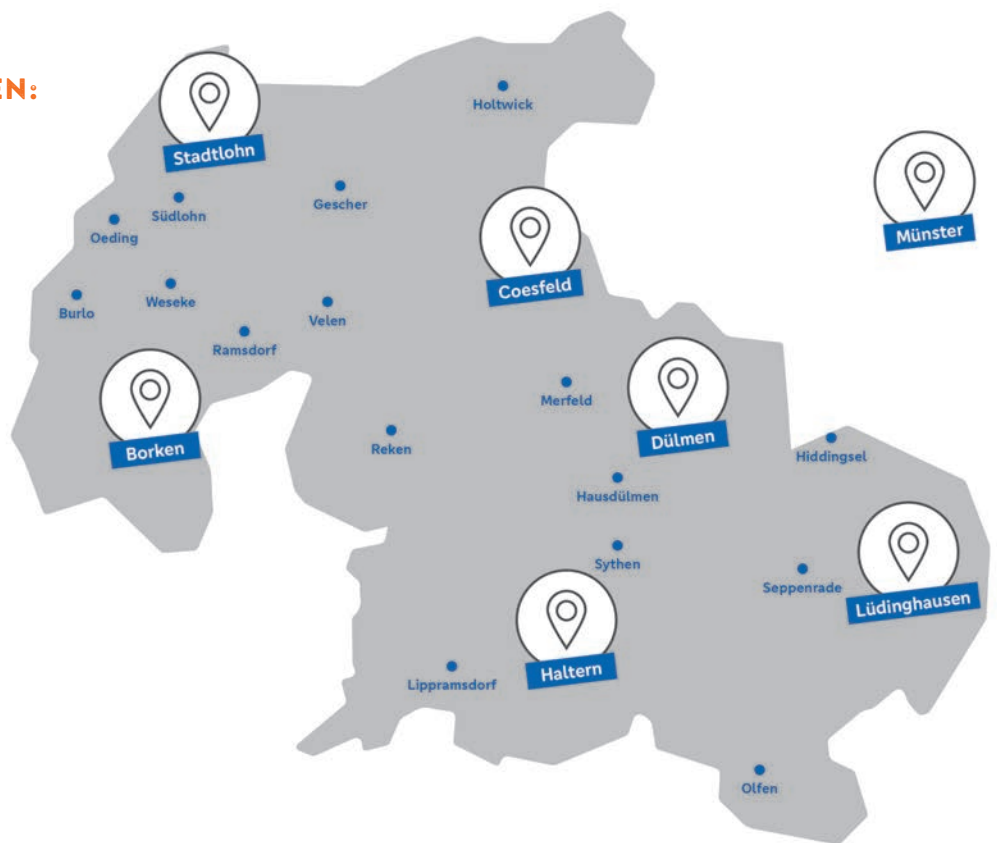 EN:
Holtwick
Stadtlohn
Gescher
Südlohn
Oeding
Münster
Coesfeld
Weseke
Burlo
Velen
Ramsdorf
Merfeld
Dülmen
Borken
Reken
Hiddingsel
Hausdülmen
Sythen
Seppenrade
Lüdinghausen
Haltern
Lippramsdorf
Olfen